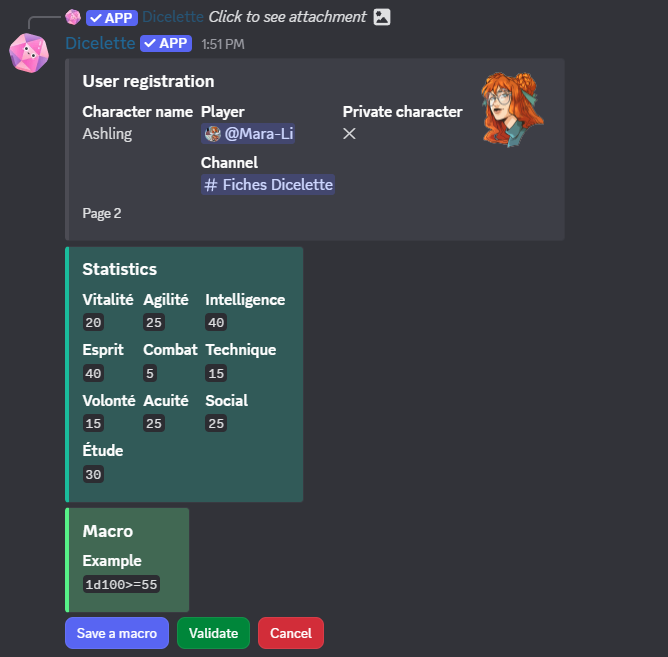 APP Dicelette Click to see attachment
Dicelette APP 1:51 PM
User registration
Character name Player Private character
Ashling @Mara-Li
Channel
# Fiches Dicelette
Page 2
Statistics
Vitalité Agilité Intelligence
20 25 40
Esprit Combat Technique
40 5 15
Volonté Acuité Social
15 25 25
Étude
30
Macro
Example
1d100>=55
Save a macro Validate Cancel